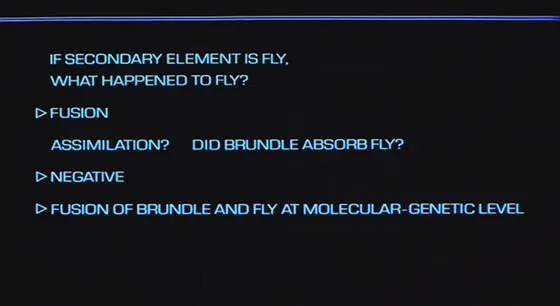 IF SECONDARY ELEMENT IS FLY,
WHAT HAPPENED TO FLY?
▷ FUSION
ASSIMILATION? DID BRUNDLE ABSORB FLY?
▷ NEGATIVE
▷ FUSION OF BRUNDLE AND FLY AT MOLECULAR-GENETIC LEVEL